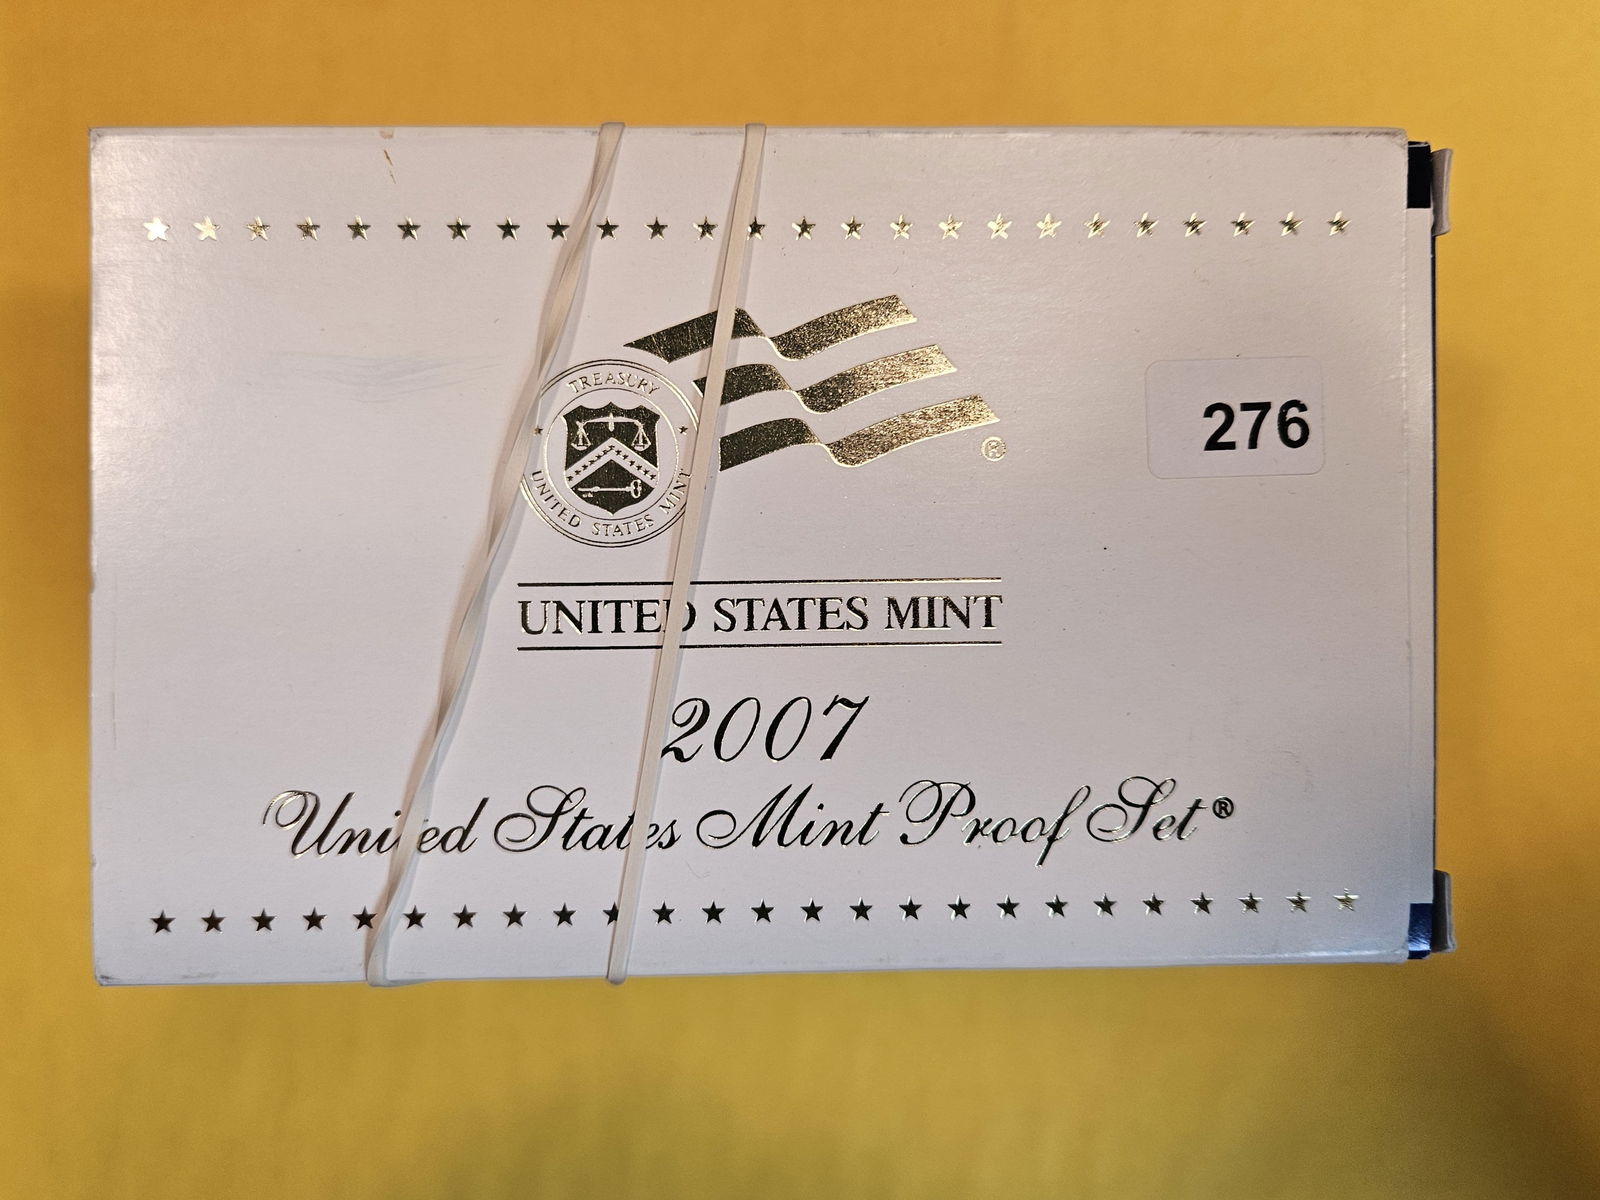 TREASURY
UNITED STATES MINT
®
276
UNITED STATES MINT
2007
United States Mint Proof Set®